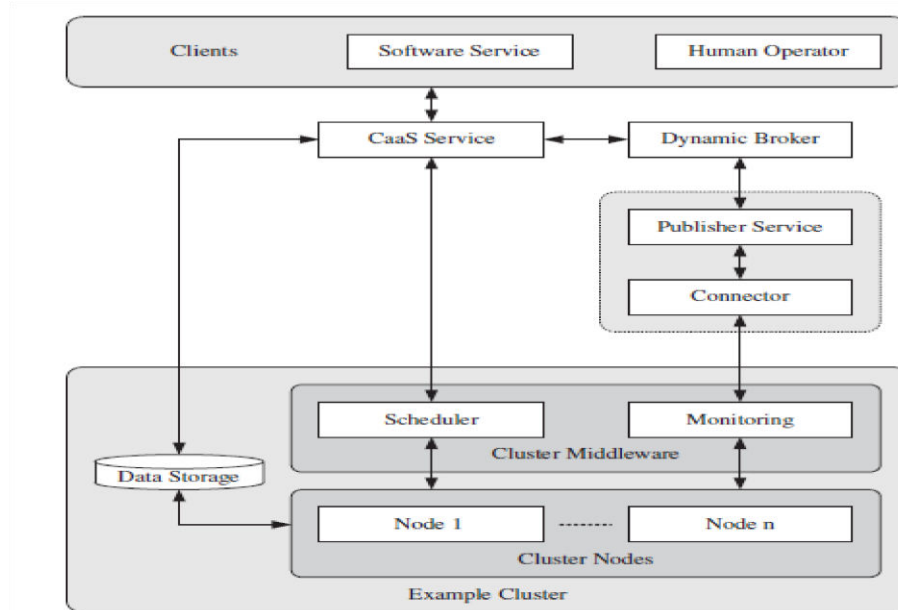 Clients
Software Service
Human Operator
CaaS Service
Dynamic Broker
Publisher Service
Connector
Scheduler
Monitoring
Cluster Middleware
Data Storage
Node 1
Node n
Cluster Nodes
Example Cluster